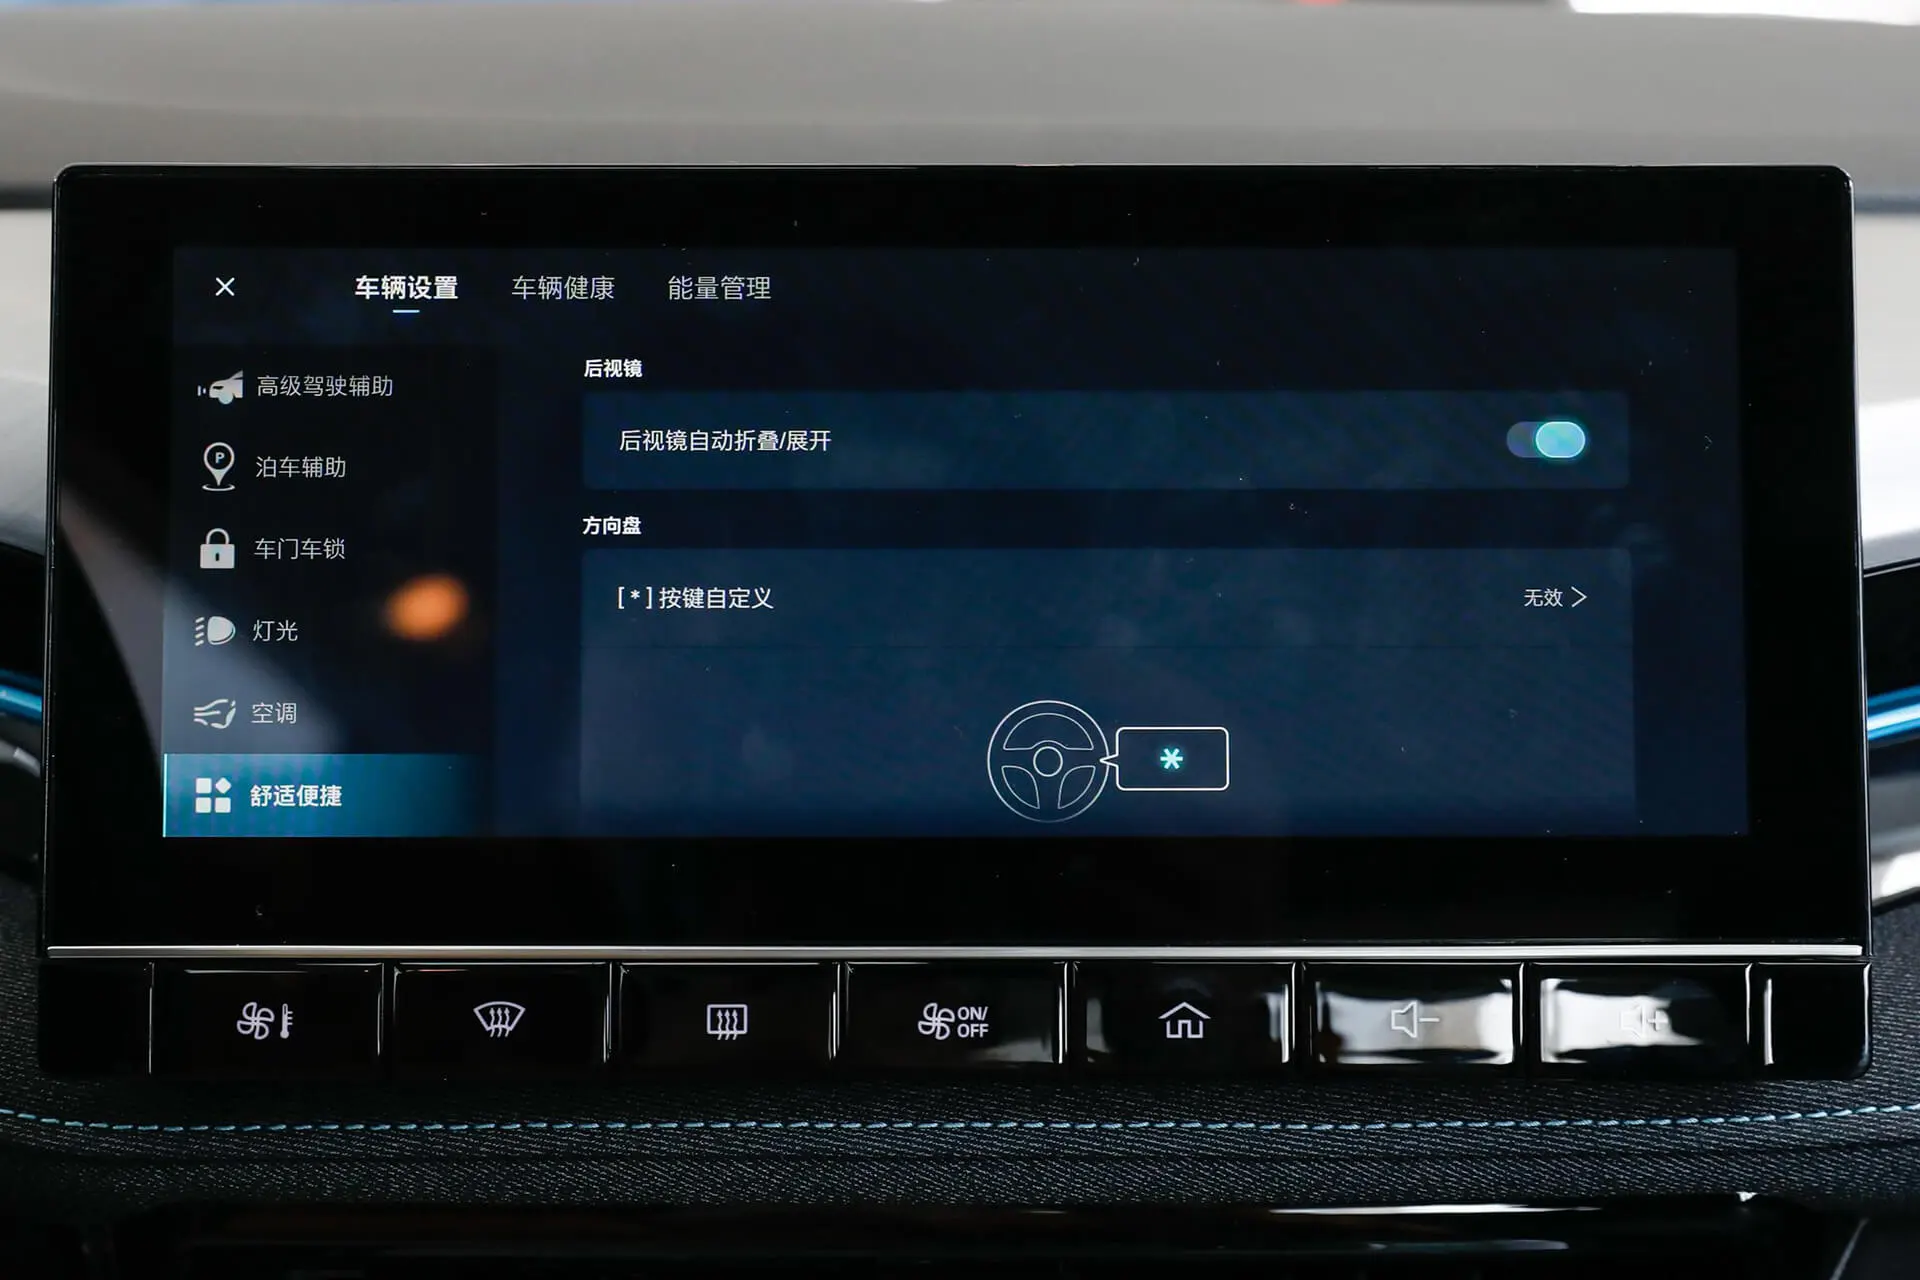 车辆设置 车辆健康 能量管理
高级驾驶辅助
泊车辅助
车门车锁
灯光
空调
舒适便捷
后视镜
后视镜自动折叠/展开
方向盘
[*]按键自定义 无效
*
P
ON/
OFF